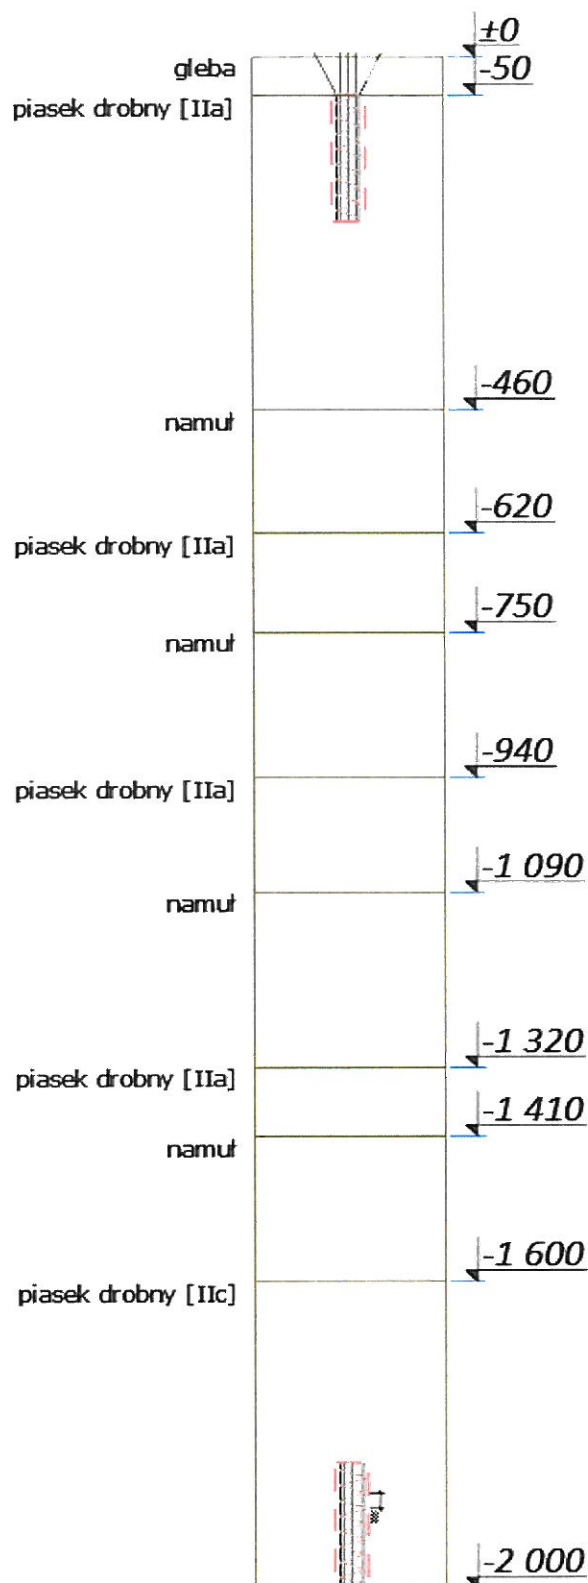 ±0
gleba
-50
piasek drobny [IIa]
-460
namuł
-620
piasek drobny [IIa]
-750
namuł
-940
piasek drobny [IIa]
-1 090
namuł
-1 320
piasek drobny [IIa]
-1 410
namuł
-1 600
piasek drobny [IIc]
-2 000